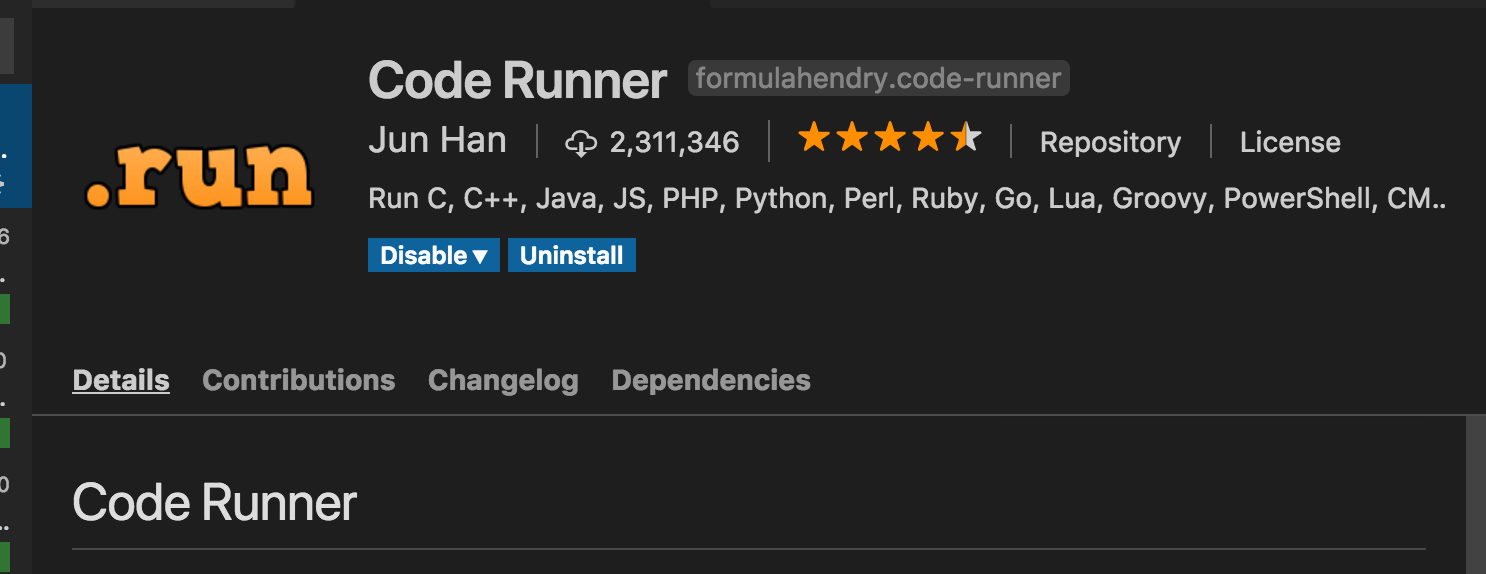 Code Runner formulahendry.code-runner
.run
Jun Han 2,311,346 Repository License
Run C, C++, Java, JS, PHP, Python, Perl, Ruby, Go, Lua, Groovy, PowerShell, CM..
Disable ▾ Uninstall
Details Contributions Changelog Dependencies
Code Runner